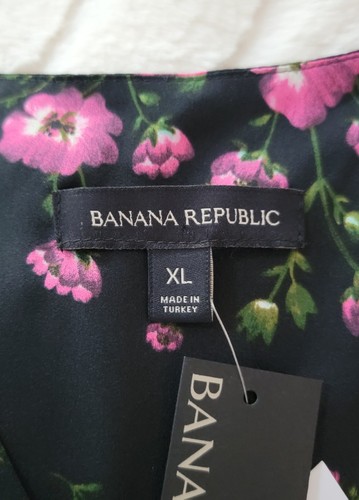 BANANA REPUBLIC
XL
MADE IN
TURKEY
BANA